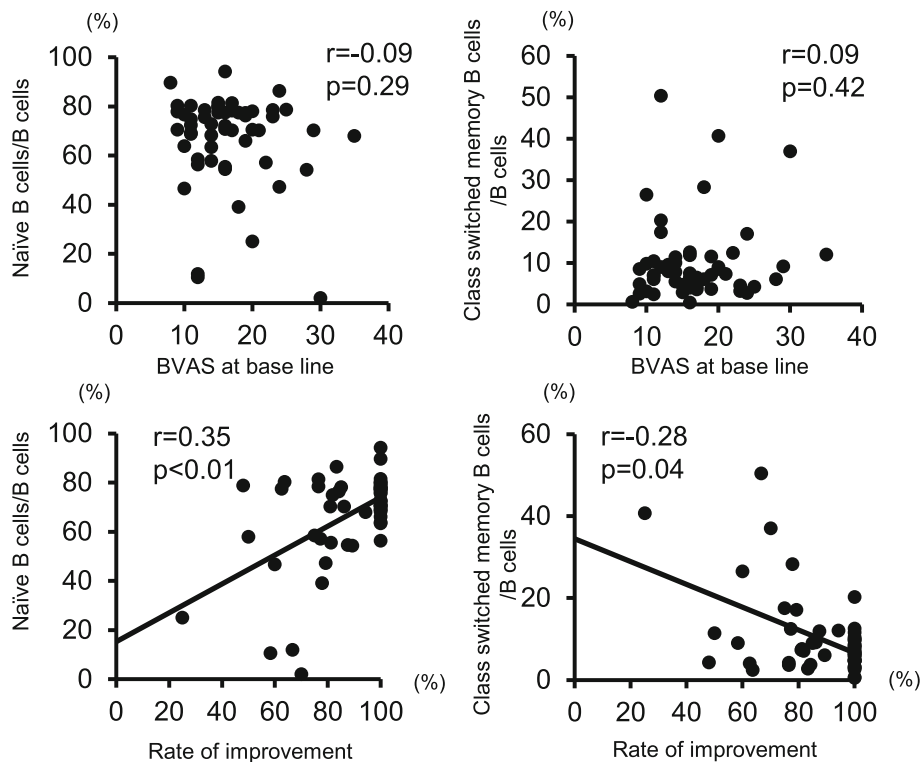 (%)
r=-0.09
p=0.29
Naïve B cells/B cells
100
80
60
40
20
0
0 10 20 30 40
BVAS at base line
(%)
r=0.09
p=0.42
Class switched memory B cells
/B cells
60
50
40
30
20
10
0
0 10 20 30 40
BVAS at base line
(%)
r=0.35
p<0.01
Naïve B cells/B cells
100
80
60
40
20
0
(%)
0 20 40 60 80 100
Rate of improvement
(%)
r=-0.28
p=0.04
Class switched memory B cells
/B cells
60
40
20
0
(%)
0 20 40 60 80 100
Rate of improvement